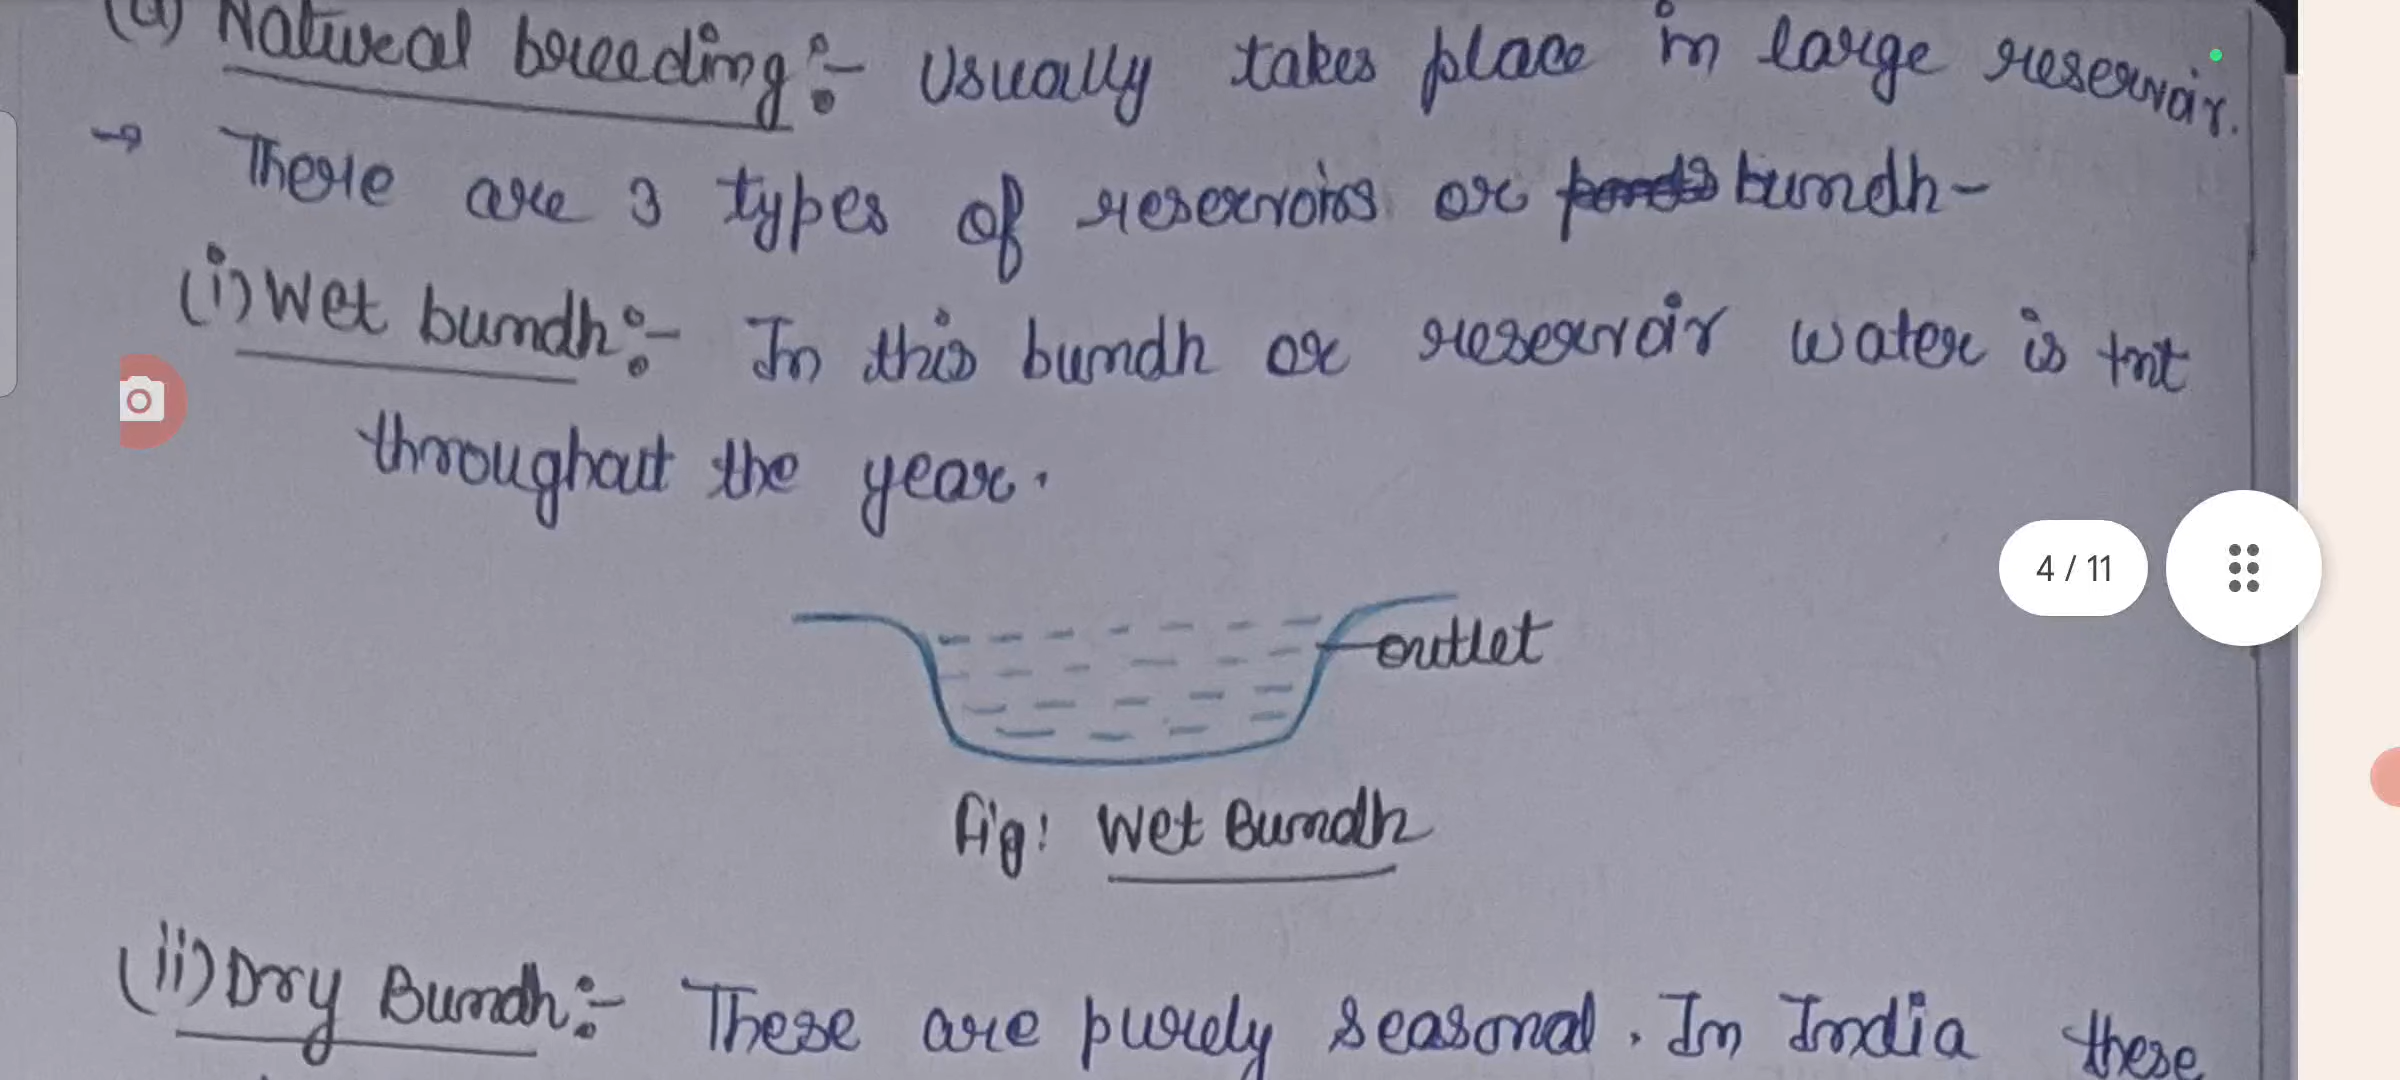 (a) Natural breeding:- Usually takes place in large reservoir.
→ There are 3 types of reservoirs or bundh-
(i) Wet bundh:- In this bundh or reservoir water is tnt
throughout the year.
4 / 11
outlet
fig: Wet Bundh
(ii) Dry Bundh:- These are purely seasonal. In India these